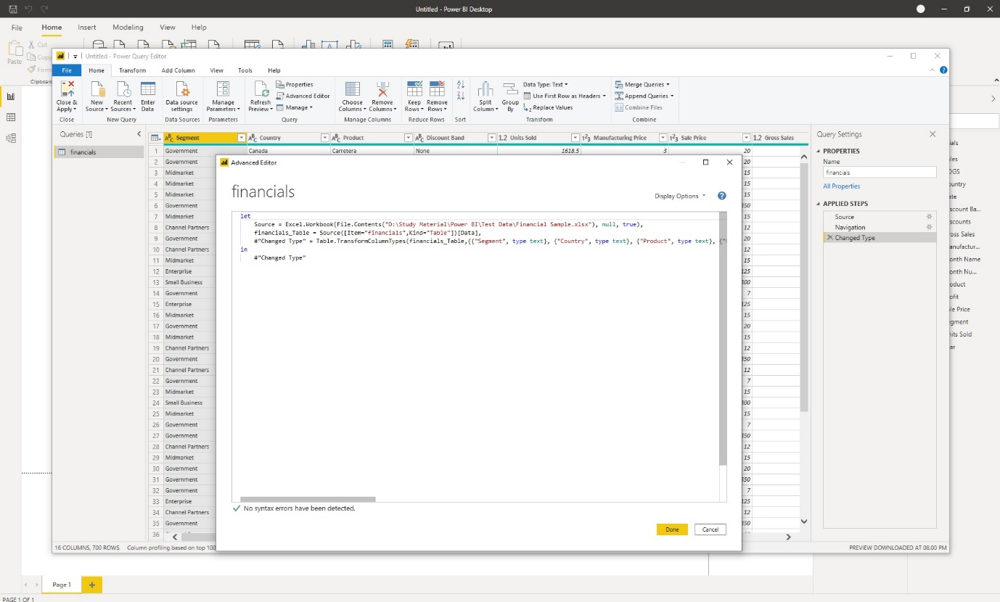 Untitled - Power BI Desktop
File Home Insert Modeling View Help
Cut
Paste Copy
Form
Clipboard
Untitled - Power Query Editor
File Home Transform Add Column View Tools Help
Close & Apply
New Source
Recent Sources
Enter Data
Data source settings
Manage Parameters
Refresh Preview
Properties
Advanced Editor
Manage
Choose Columns
Remove Columns
Keep Rows
Remove Rows
Split Column
Group By
Data Type: Text
Use First Row as Headers
Replace Values
Merge Queries
Append Queries
Combine Files
Close New Query Data Sources Parameters Query Manage Columns Reduce Rows Sort Transform Combine
Queries [1]
financials
Segment Country Product Discount Band 1.2 Units Sold Manufacturing Price Sale Price 1.2 Gross Sales
1 Government Canada Carretera None 1618.5 3 20
2 Government 20
3 Midmarket 15
4 Midmarket 15
5 Midmarket 15
6 Government 350
7 Midmarket 15
8 Channel Partners 12
9 Government 20
10 Channel Partners 12
11 Midmarket 15
12 Enterprise 125
13 Small Business 300
14 Government 7
15 Enterprise 125
16 Midmarket 15
17 Government 20
18 Midmarket 15
19 Channel Partners 12
20 Government 350
21 Channel Partners 12
22 Government 7
23 Midmarket 15
24 Small Business 300
25 Midmarket 15
26 Government 7
27 Government 350
28 Channel Partners 12
29 Midmarket 15
30 Government 20
31 Government 350
32 Government 7
33 Enterprise 125
34 Channel Partners 12
35 Government 350
36
Advanced Editor
financials
Display Options
let
Source = Excel.Workbook(File.Contents("D:\Study Material\Power BI\Test Data\Financial Sample.xlsx"), null, true),
financials_Table = Source{[Item="financials",Kind="Table"]}[Data],
#"Changed Type" = Table.TransformColumnTypes(financials_Table,{{"Segment", type text}, {"Country", type text}, {"Product", type text}, {"
in
#"Changed Type"
No syntax errors have been detected.
Done Cancel
Query Settings
PROPERTIES
Name
financials
All Properties
APPLIED STEPS
Source
Navigation
Changed Type
ials
les
OGS
untry
ate
scount Ba...
scounts
oss Sales
anufactur...
onth Name
onth Nu...
oduct
ofit
le Price
egment
nits Sold
ar
16 COLUMNS, 700 ROWS Column profiling based on top 100
PREVIEW DOWNLOADED AT 08.00 PM
Page 1
PAGE 1 OF 1